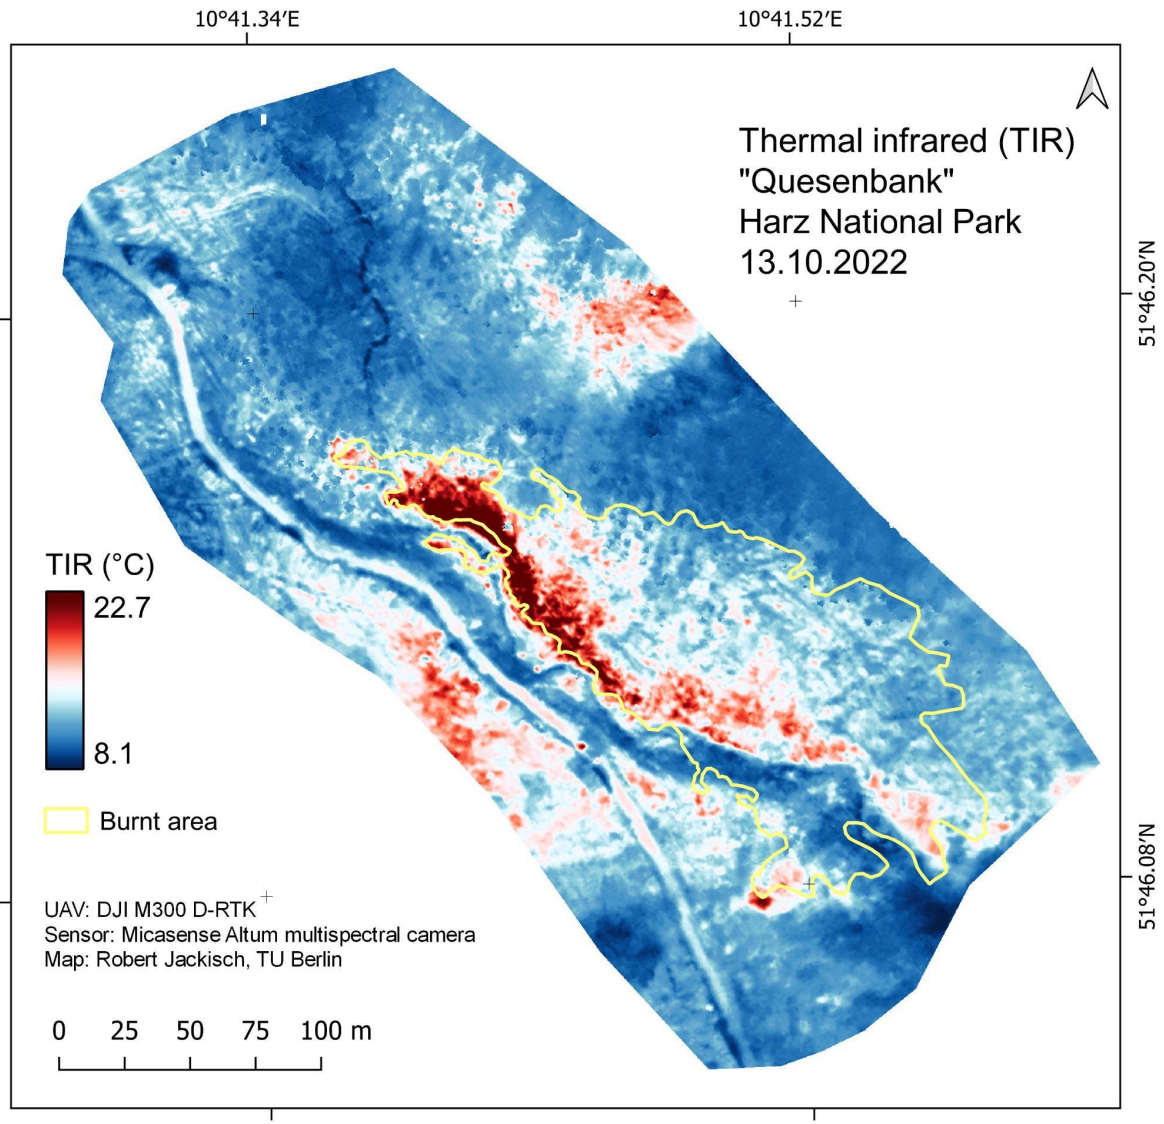 10°41.34′E
10°41.52′E
Thermal infrared (TIR)
"Quesenbank"
Harz National Park
13.10.2022
51°46.20′N
TIR (°C)
22.7
8.1
Burnt area
51°46.08′N
UAV: DJI M300 D-RTK
Sensor: Micasense Altum multispectral camera
Map: Robert Jackisch, TU Berlin
0 25 50 75 100 m